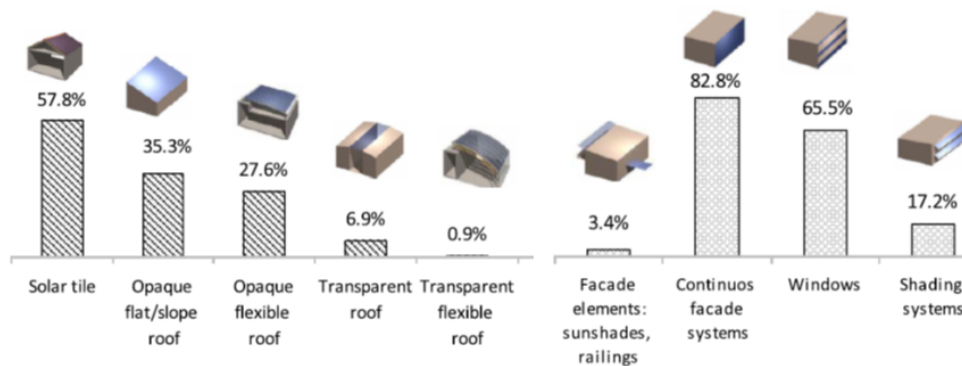 57.8%
35.3%
27.6%
6.9%
0.9%
Solar tile
Opaque
flat/slope
roof
Opaque
flexible
roof
Transparent
roof
Transparent
flexible
roof
3.4%
82.8%
65.5%
17.2%
Facade
elements:
sunshades,
railings
Continuos
facade
systems
Windows
Shading
systems